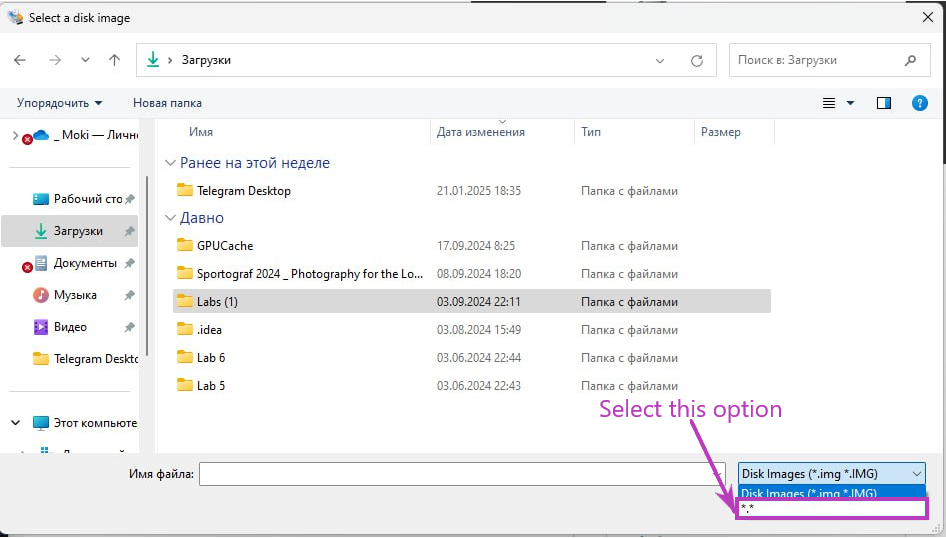 Select a disk image
Загрузки
Поиск в: Загрузки
Упорядочить
Новая папка
Имя
Дата изменения
Тип
Размер
_ Moki — Личн
Рабочий сто
Загрузки
Документы
Музыка
Видео
Telegram Deskto
Этот компьюте
Ранее на этой неделе
Telegram Desktop 21.01.2025 18:35 Папка с файлами
Давно
GPUCache 17.09.2024 8:25 Папка с файлами
Sportograf 2024 _ Photography for the Lo... 08.09.2024 18:20 Папка с файлами
Labs (1) 03.09.2024 22:11 Папка с файлами
.idea 03.08.2024 15:49 Папка с файлами
Lab 6 03.06.2024 22:44 Папка с файлами
Lab 5 03.06.2024 22:43 Папка с файлами
Select this option
Имя файла:
Disk Images (*.img *.IMG)
Disk Images (*.img *.IMG)
*.*